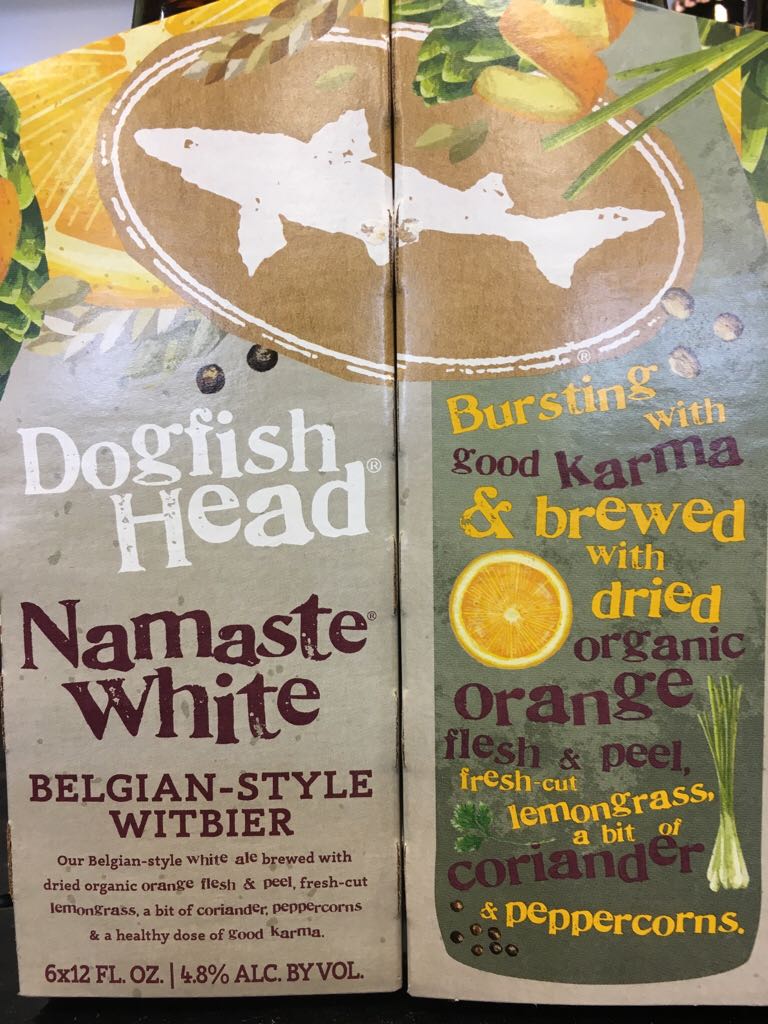 Dogfish
Head®
Namaste®
White
BELGIAN-STYLE
WITBIER
Our Belgian-style white ale brewed with
dried organic orange flesh & peel, fresh-cut
lemongrass, a bit of coriander, peppercorns
& a healthy dose of good karma.
6x12 FL. OZ. | 4.8% ALC. BY VOL.
®
Bursting
with
good karma
& brewed
with
dried
organic
orange
flesh & peel,
fresh-cut
lemongrass,
a bit of
coriander
& peppercorns.